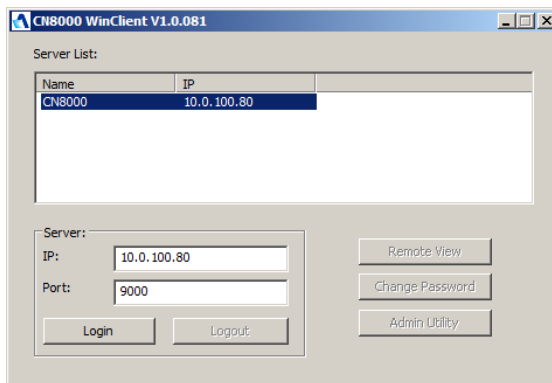 CN8000 WinClient V1.0.081
Server List:
Name IP
CN8000 10.0.100.80
Server:
IP: 10.0.100.80
Port: 9000
Login Logout
Remote View
Change Password
Admin Utility